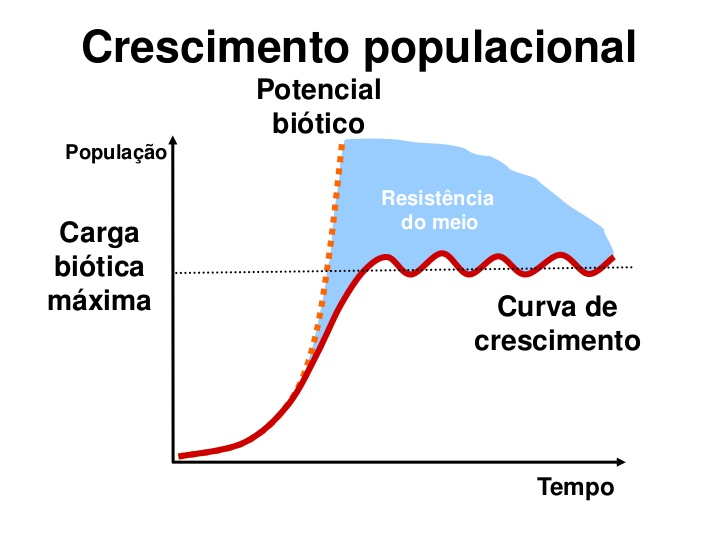 Crescimento populacional
Potencial
biótico
População
Resistência
do meio
Carga
biótica
máxima
Curva de
crescimento
Tempo